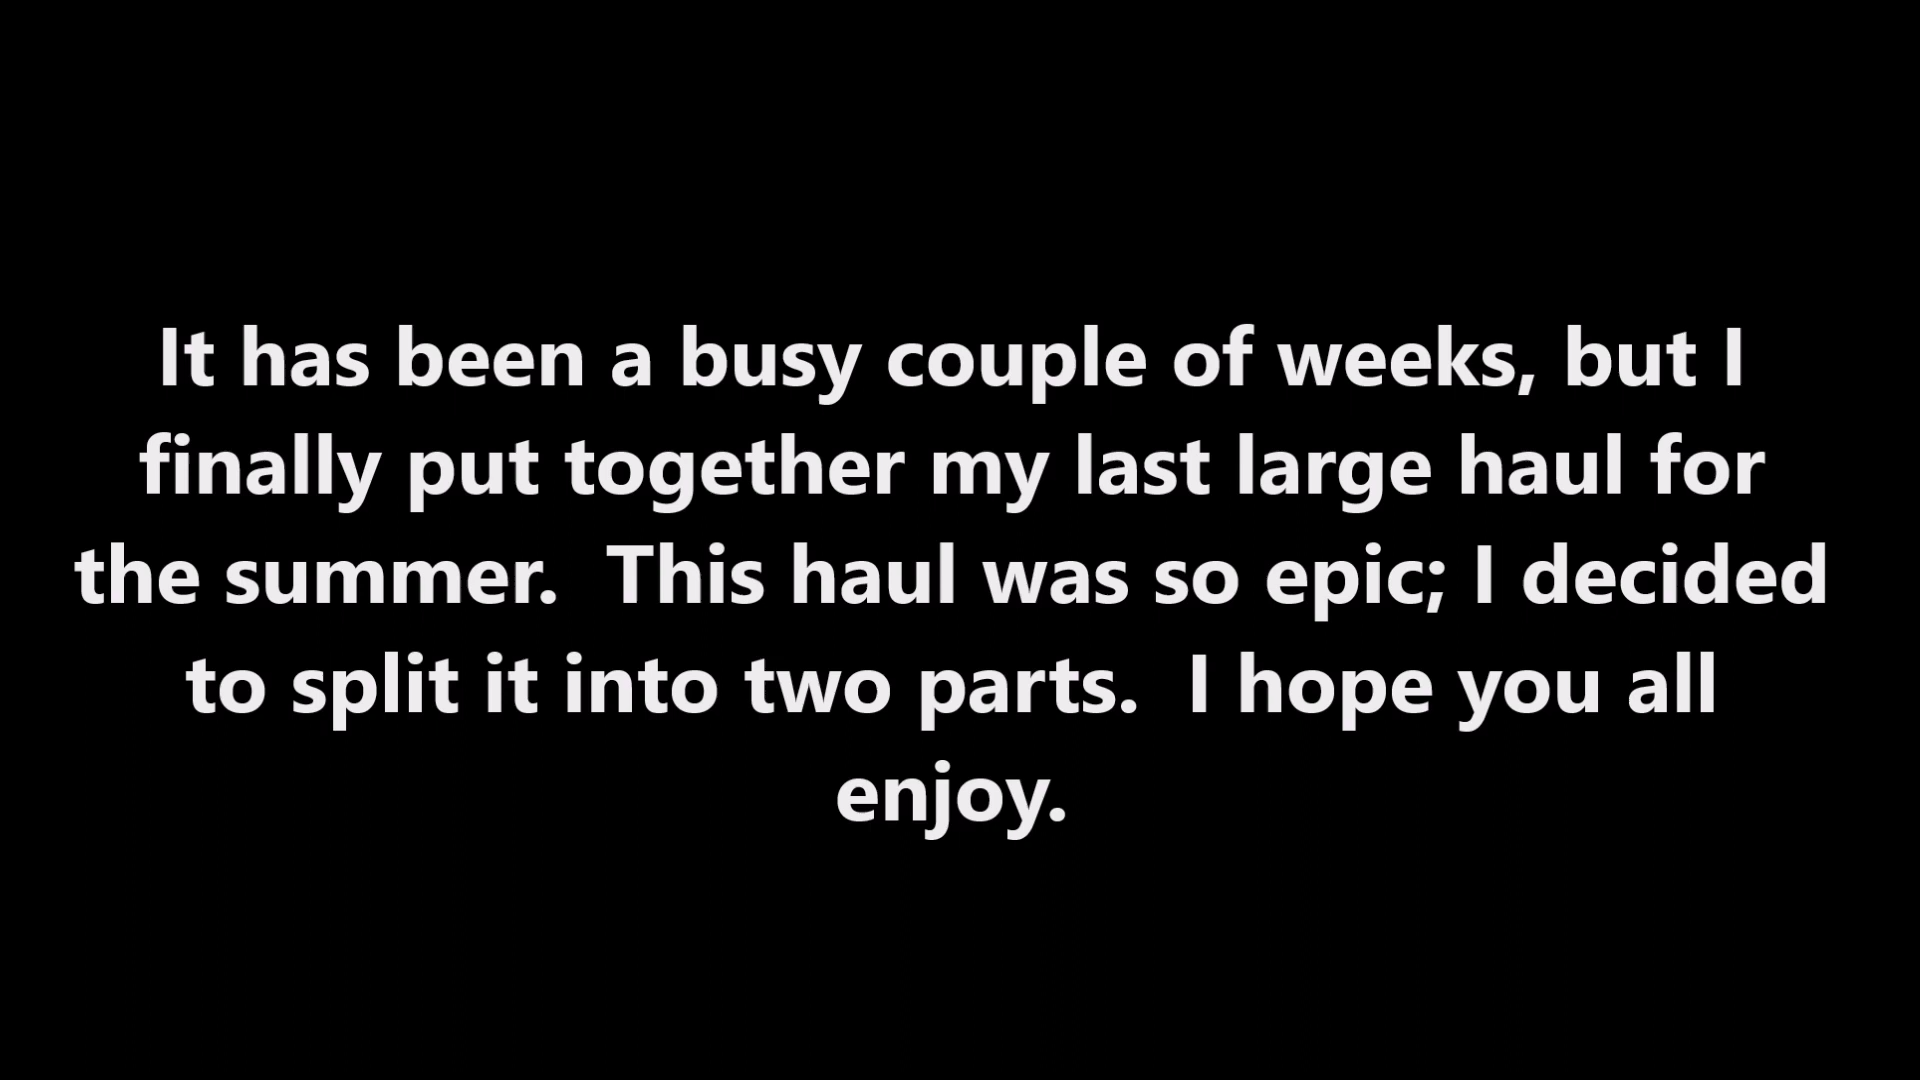 It has been a busy couple of weeks, but I
finally put together my last large haul for
the summer.  This haul was so epic; I decided
to split it into two parts.  I hope you all
enjoy.